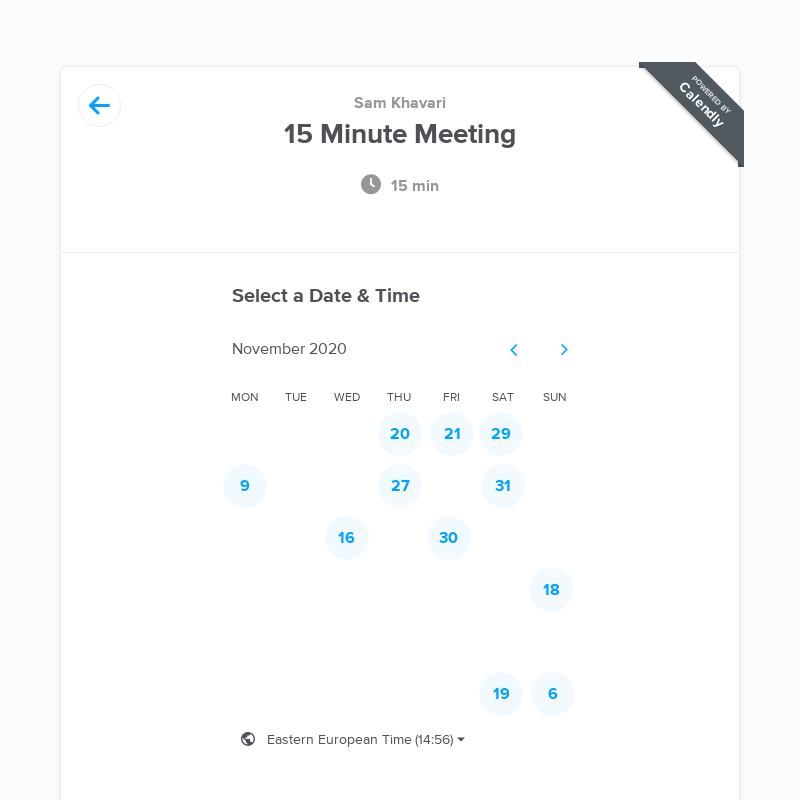 POWERED BY
Calendly
Sam Khavari
15 Minute Meeting
15 min
Select a Date & Time
November 2020
MON TUE WED THU FRI SAT SUN
20 21 29
9 27 31
16 30
18
19 6
Eastern European Time (14:56)